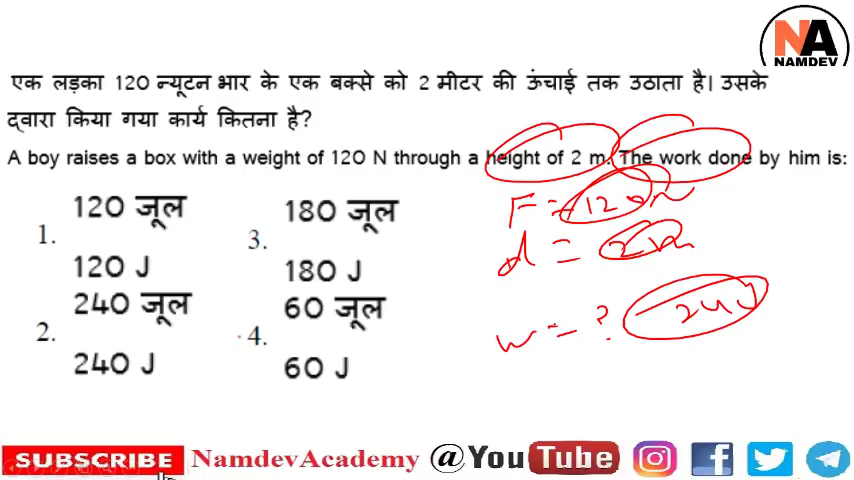 NA
NAMDEV
एक लड़का 120 न्यूटन भार के एक बक्से को 2 मीटर की ऊंचाई तक उठाता है। उसके
द्वारा किया गया कार्य कितना है?
A boy raises a box with a weight of 120 N through a height of 2 m. The work done by him is:
F = 120N
d = 2m
w = ?
1. 120 जूल
120 J
2. 240 जूल
240 J
3. 180 जूल
180 J
4. 60 जूल
60 J
SUBSCRIBE NamdevAcademy @YouTube